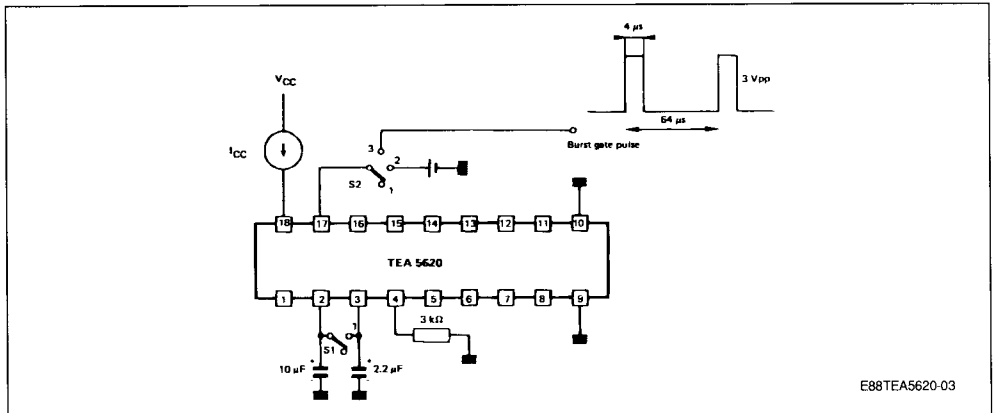 4 μs
3 Vpp
64 μs
VCC
ICC
3
2
1
S2
Burst gate pulse
18 17 16 15 14 13 12 11 10
TEA 5620
1 2 3 4 5 6 7 8 9
1
S1
3 kΩ
10 μF
+
2.2 μF
+
E88TEA5620-03